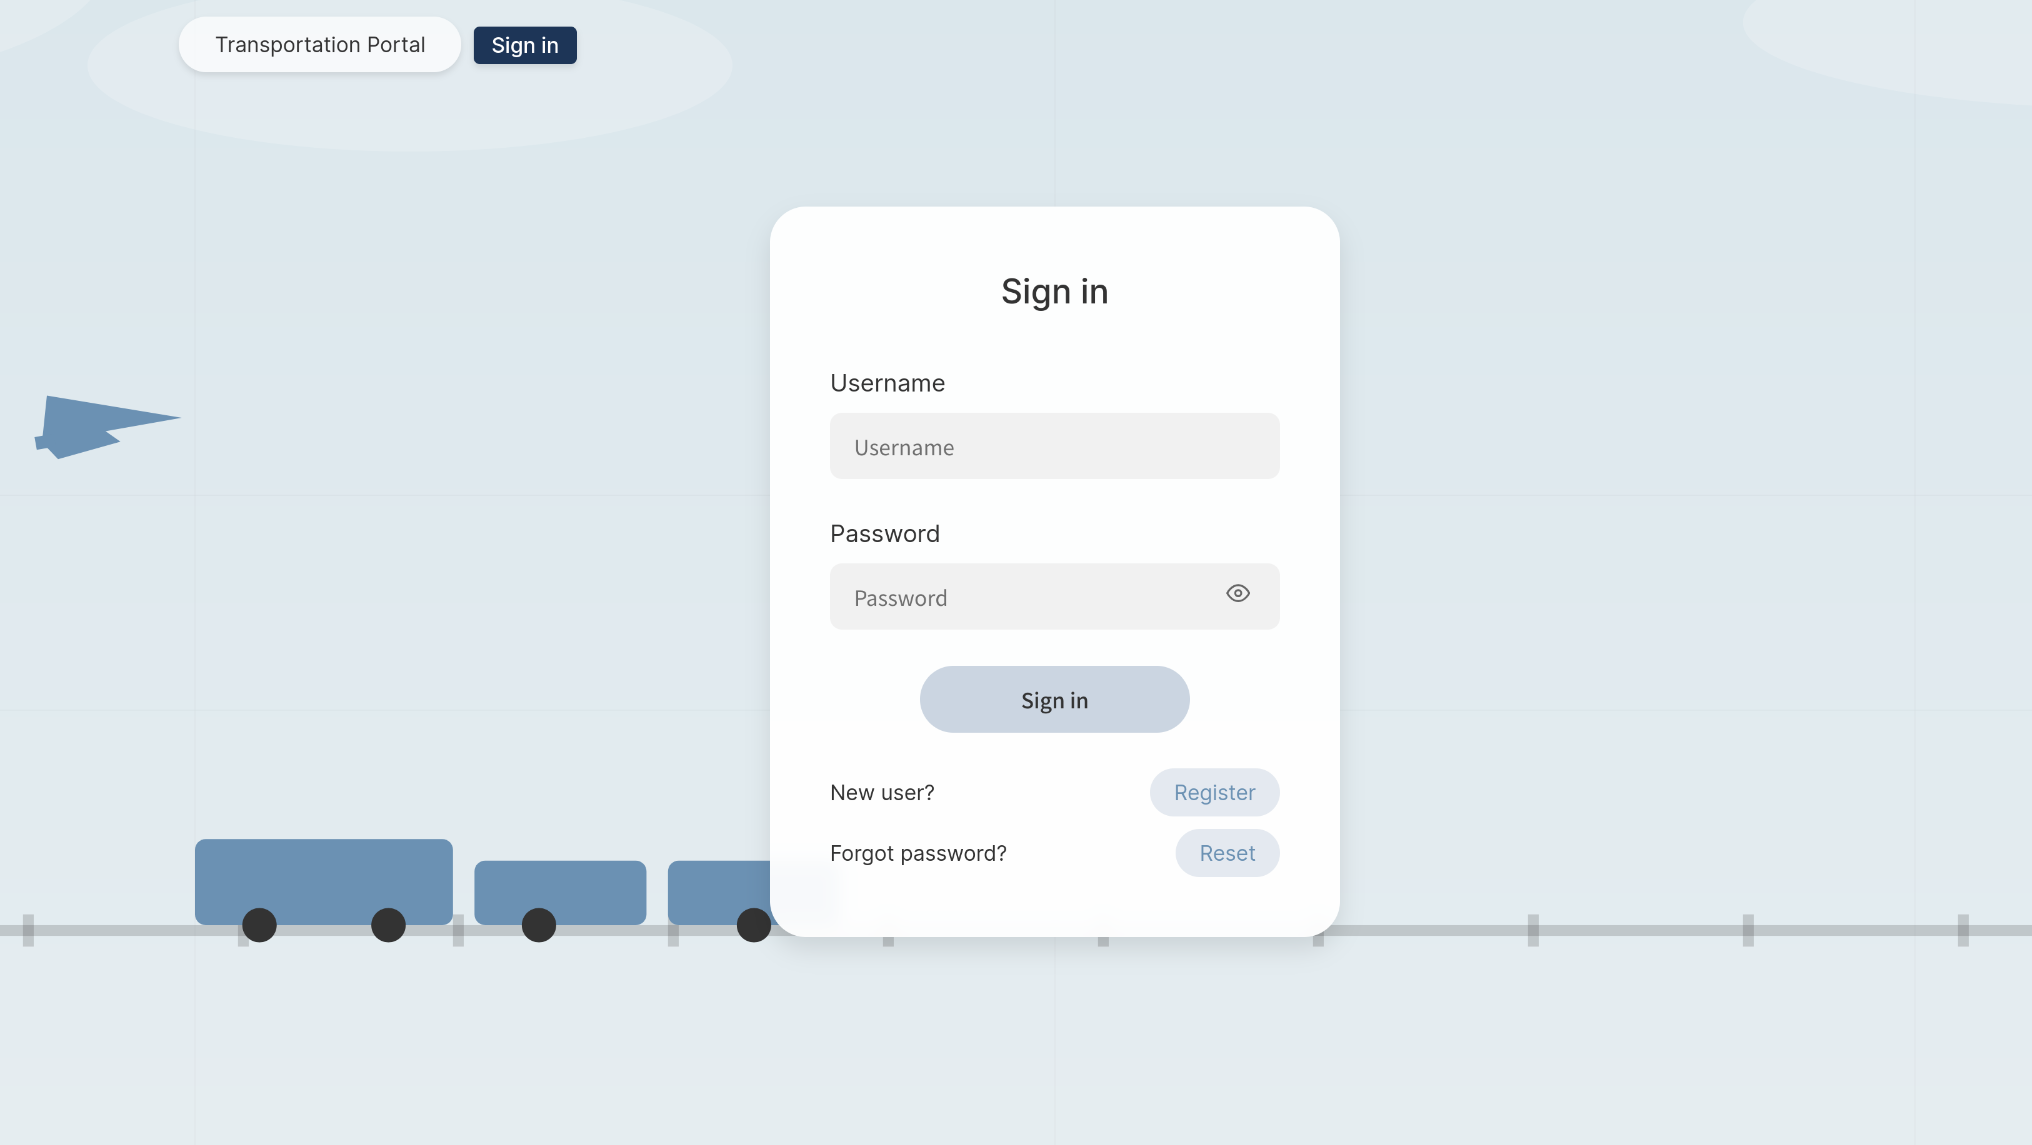 Transportation Portal
Sign in
Sign in
Username
Username
Password
Password
Sign in
New user?
Register
Forgot password?
Reset